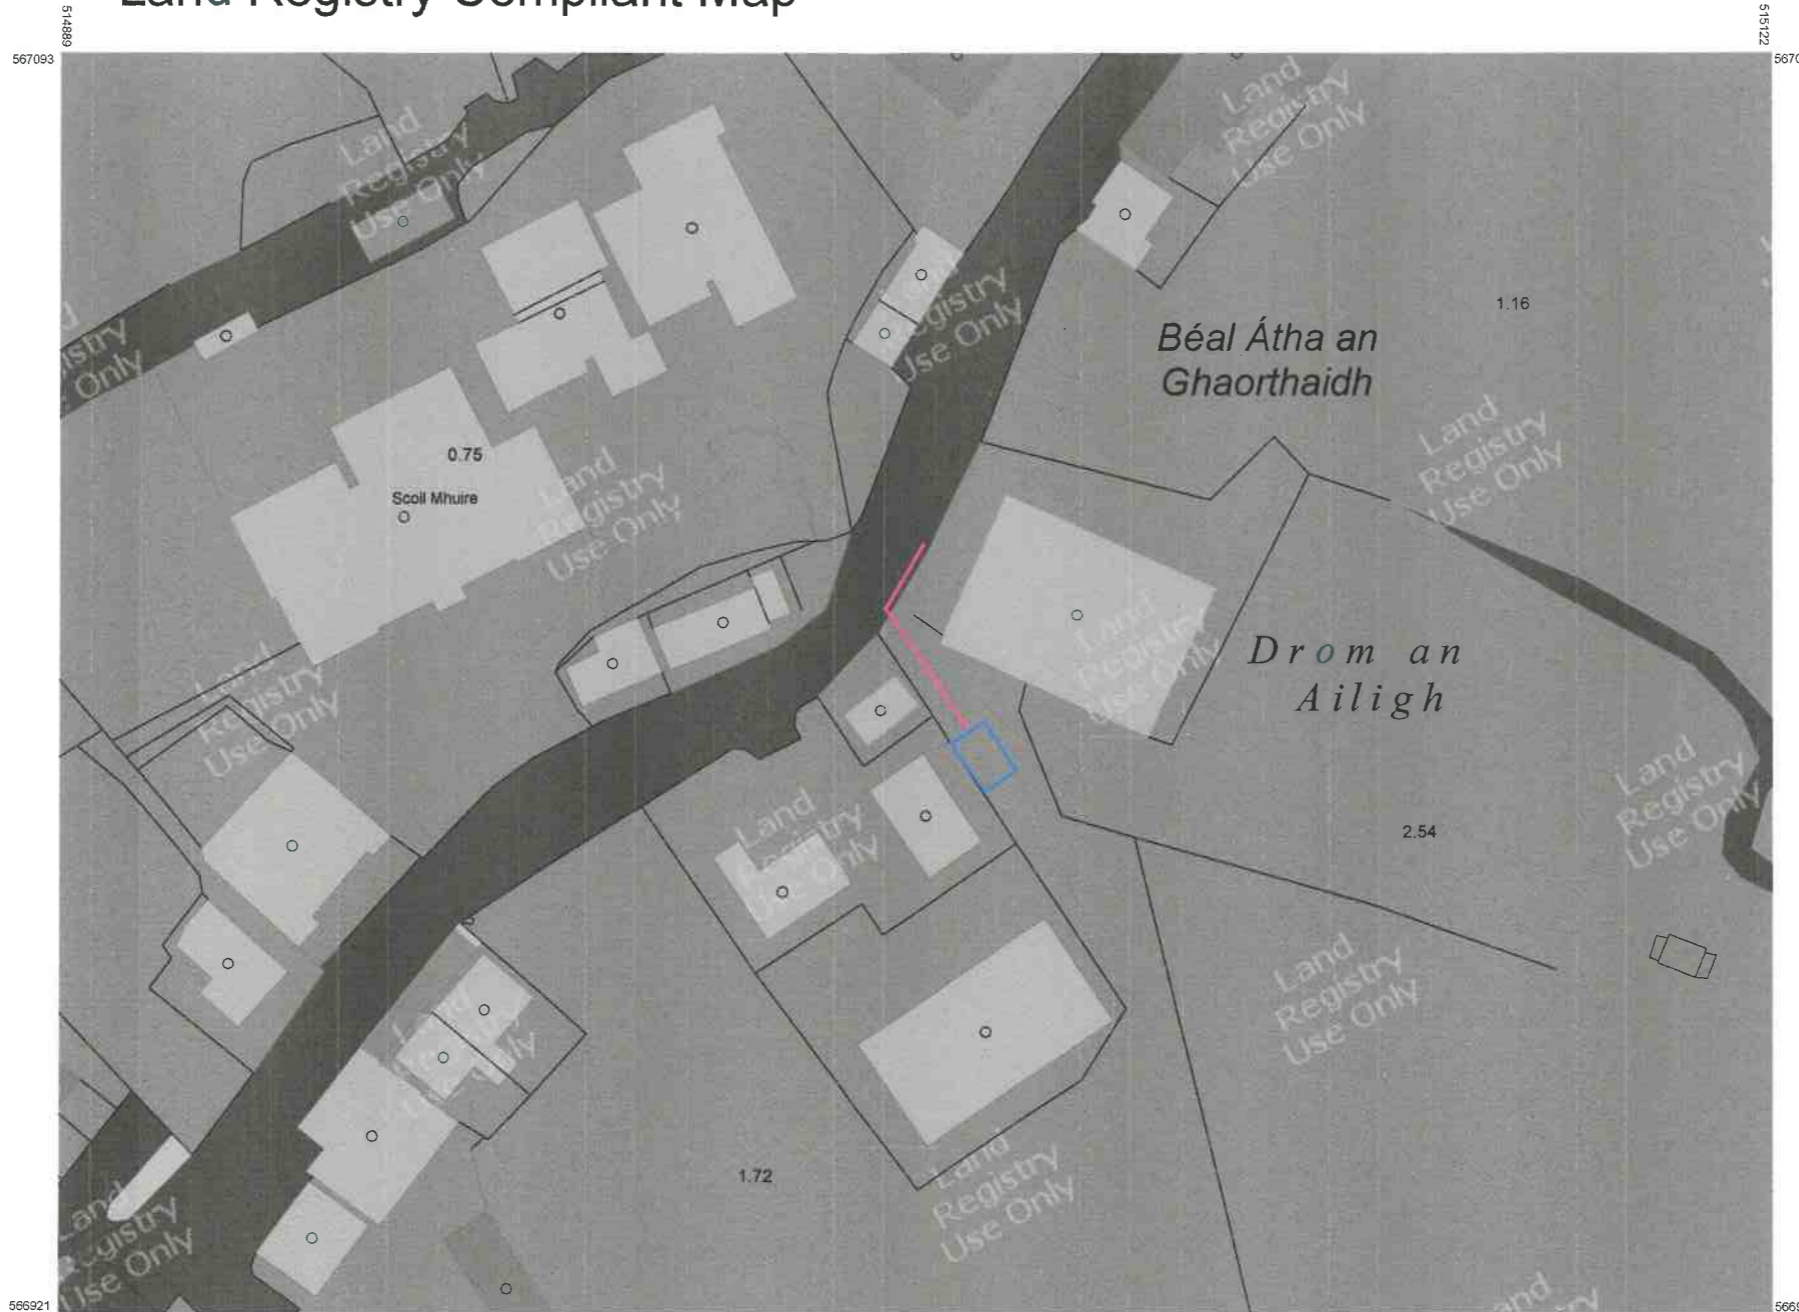 Land Registry Compliant Map
514889
515122
567093
Land
Registry
Use Only
Land
Registry
Use Only
Registry
Use Only
1.16
Béal Átha an
Ghaorthaidh
Only
Land
Registry
Use Only
0.75
Scoil Mhuire
Land
Registry
Use Only
Land
Registry
Use Only
Drom an
Ailigh
Land
Registry
Use Only
Land
Registry
Use Only
Land
Registry
Use Only
2.54
Land
Registry
Use Only
1.72
Land
Registry
Use Only
Land
Registry
Use Only
566921